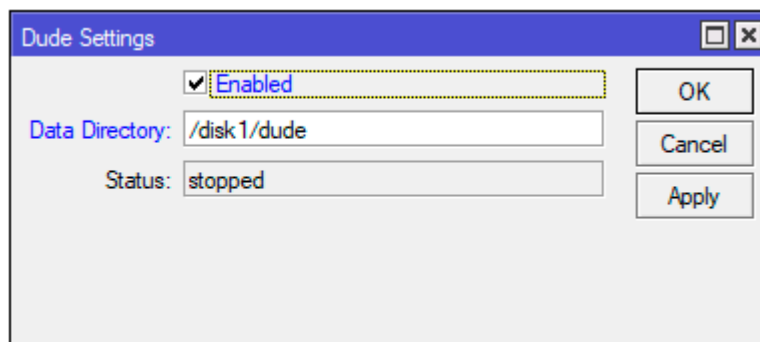 Dude Settings
Enabled
OK
Data Directory: /disk1/dude
Cancel
Status: stopped
Apply